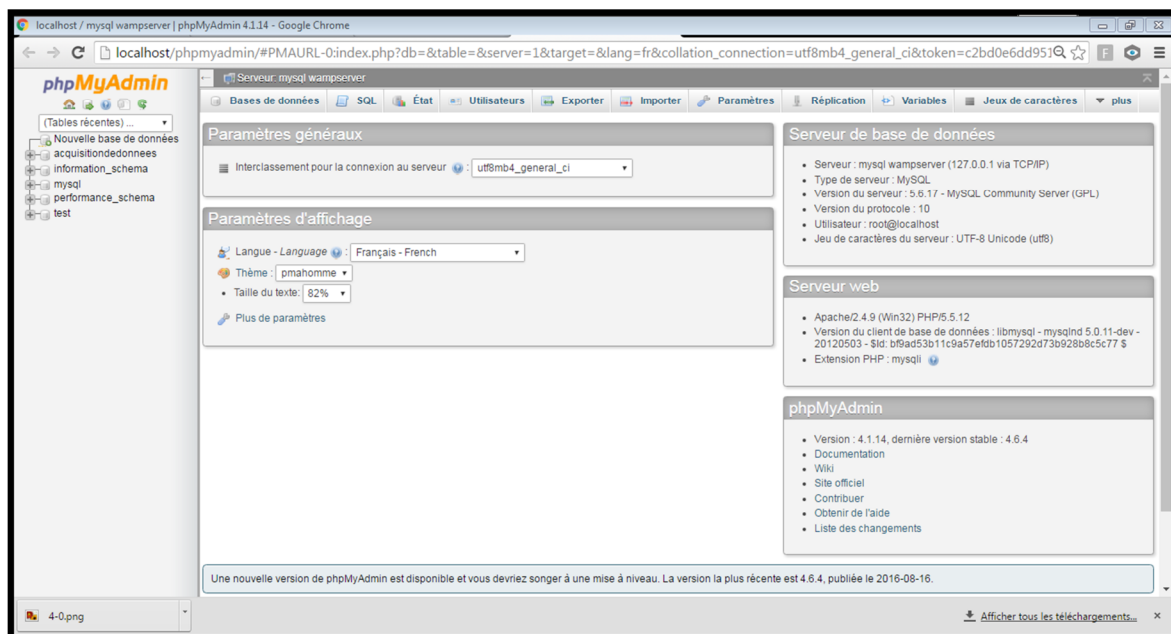 localhost / mysql wampserver | phpMyAdmin 4.1.14 - Google Chrome
localhost/phpmyadmin/#PMAURL-0:index.php?db=&table=&server=1&target=&lang=fr&collation_connection=utf8mb4_general_ci&token=c2bd0e6dd951
phpMyAdmin
(Tables récentes) ...
Nouvelle base de données
acquisitiondedonnees
information_schema
mysql
performance_schema
test
Serveur: mysql wampserver
Bases de données SQL État Utilisateurs Exporter Importer Paramètres Réplication Variables Jeux de caractères plus
Paramètres généraux
Interclassement pour la connexion au serveur : utf8mb4_general_ci
Paramètres d'affichage
Langue - Language : Français - French
Thème : pmahomme
Taille du texte: 82%
Plus de paramètres
Serveur de base de données
Serveur : mysql wampserver (127.0.0.1 via TCP/IP)
Type de serveur : MySQL
Version du serveur : 5.6.17 - MySQL Community Server (GPL)
Version du protocole : 10
Utilisateur : root@localhost
Jeu de caractères du serveur : UTF-8 Unicode (utf8)
Serveur web
Apache/2.4.9 (Win32) PHP/5.5.12
Version du client de base de données : libmysql - mysqlnd 5.0.11-dev -
20120503 - $Id: bf9ad53b11c9a57efdb1057292d73b928b8c5c77 $
Extension PHP : mysqli
phpMyAdmin
Version : 4.1.14, dernière version stable : 4.6.4
Documentation
Wiki
Site officiel
Contribuer
Obtenir de l'aide
Liste des changements
Une nouvelle version de phpMyAdmin est disponible et vous devriez songer à une mise à niveau. La version la plus récente est 4.6.4, publiée le 2016-08-16.
4-0.png
Afficher tous les téléchargements...